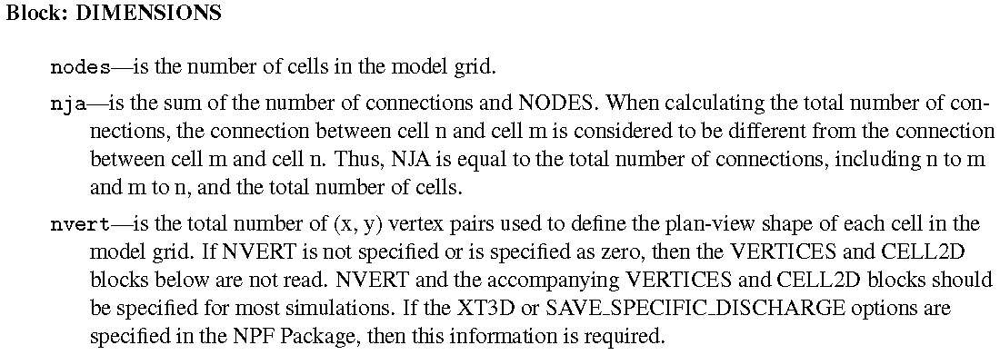 Block: DIMENSIONS
nodes—is the number of cells in the model grid.
nja—is the sum of the number of connections and NODES. When calculating the total number of con-
nections, the connection between cell n and cell m is considered to be different from the connection
between cell m and cell n. Thus, NJA is equal to the total number of connections, including n to m
and m to n, and the total number of cells.
nvert—is the total number of (x, y) vertex pairs used to define the plan-view shape of each cell in the
model grid. If NVERT is not specified or is specified as zero, then the VERTICES and CELL2D
blocks below are not read. NVERT and the accompanying VERTICES and CELL2D blocks should
be specified for most simulations. If the XT3D or SAVE_SPECIFIC_DISCHARGE options are
specified in the NPF Package, then this information is required.